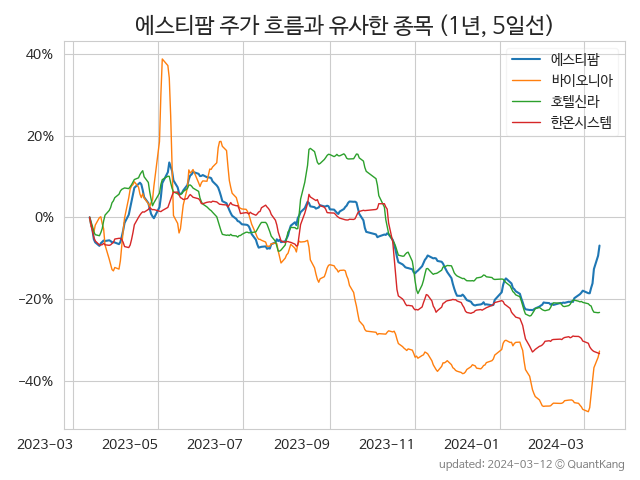 에스티팜 주가 흐름과 유사한 종목 (1년, 5일선)
에스티팜
바이오니아
호텔신라
한온시스템
40%
20%
0%
−20%
−40%
2023-03 2023-05 2023-07 2023-09 2023-11 2024-01 2024-03
updated: 2024-03-12 © QuantKang